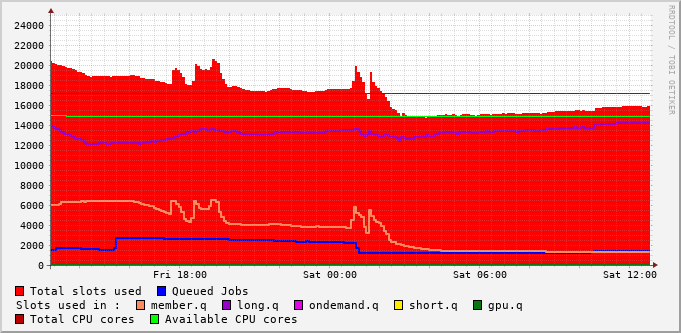 RRDTOOL / TOBI OETIKER
24000
22000
20000
18000
16000
14000
12000
10000
8000
6000
4000
2000
0
Fri 18:00 Sat 00:00 Sat 06:00 Sat 12:00
Total slots used Queued Jobs
Slots used in : member.q long.q ondemand.q short.q gpu.q
Total CPU cores Available CPU cores